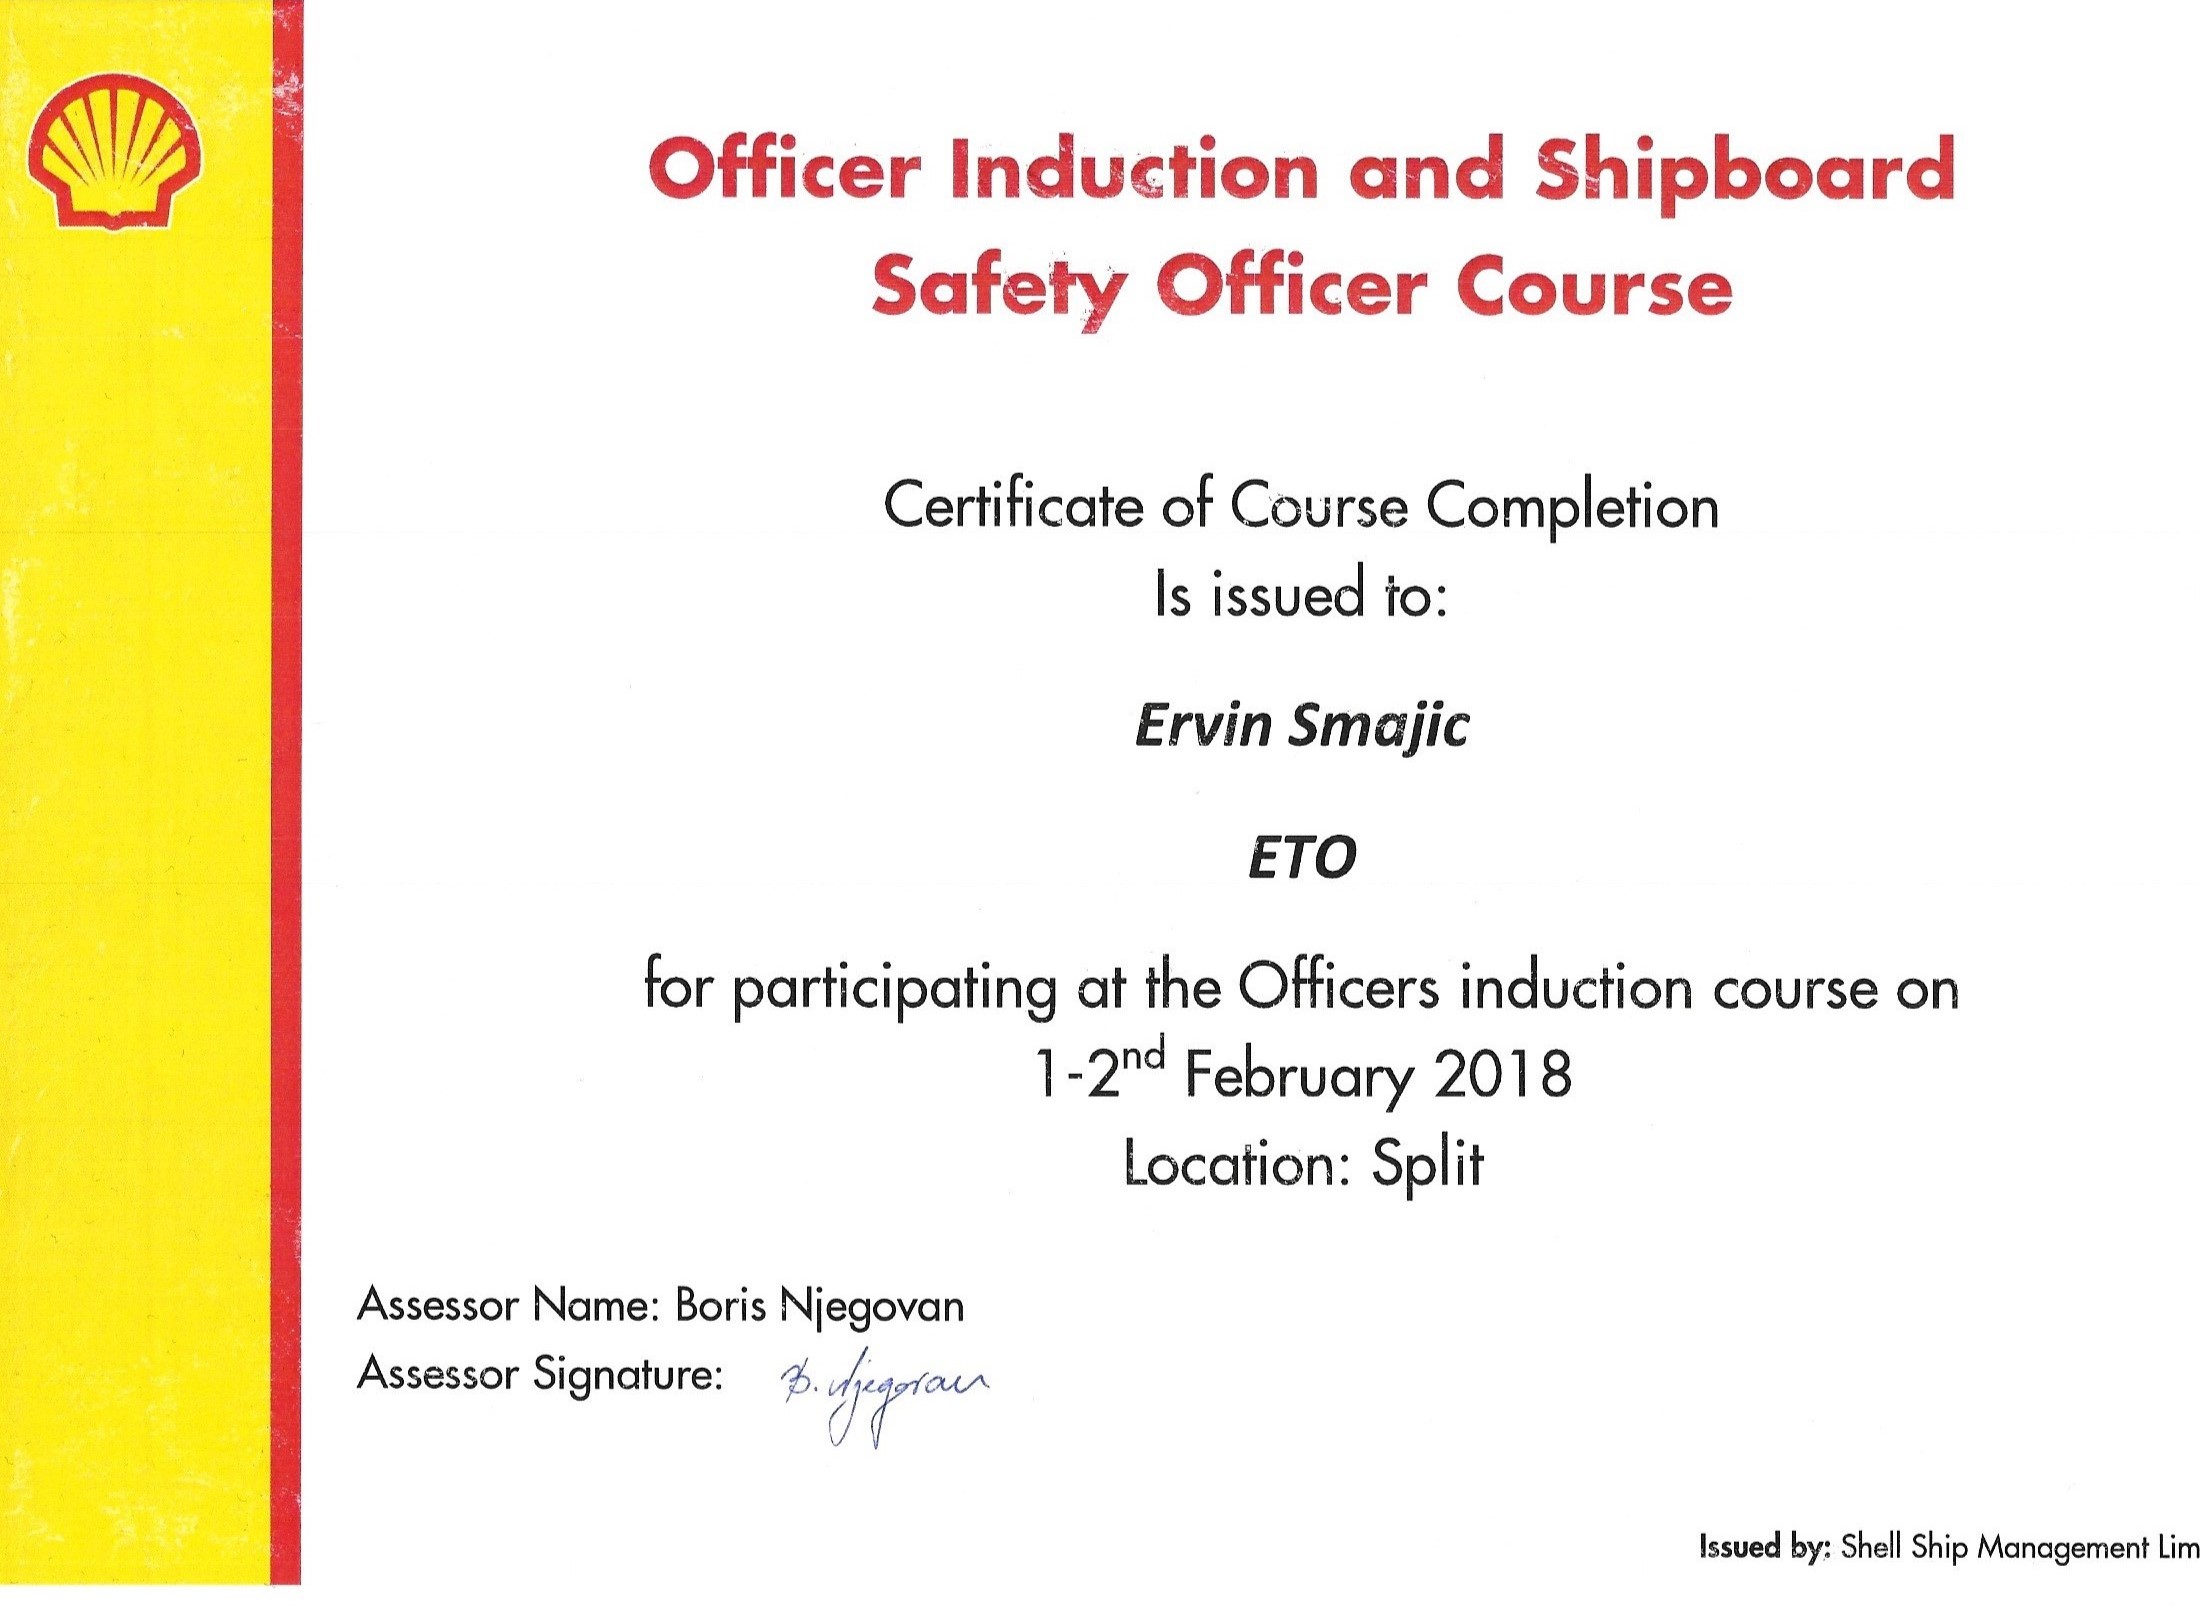 Officer Induction and Shipboard
Safety Officer Course
Certificate of Course Completion
Is issued to:
Ervin Smajic
ETO
for participating at the Officers induction course on
1-2nd February 2018
Location: Split
Assessor Name: Boris Njegovan
Assessor Signature: B. Njegovan
Issued by: Shell Ship Management Lim